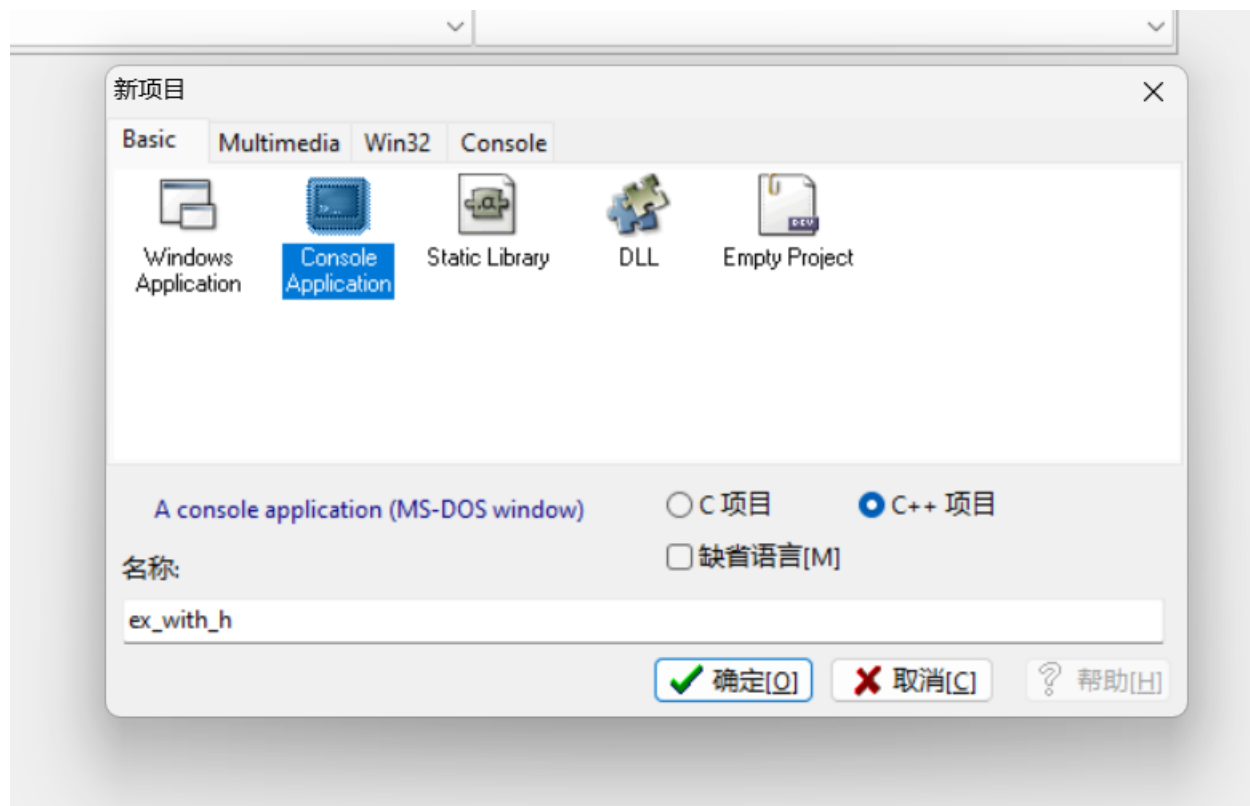 新项目
Basic
Multimedia
Win32
Console
Windows
Application
Console
Application
Static Library
DLL
Empty Project
A console application (MS-DOS window)
C 项目
C++ 项目
缺省语言[M]
名称:
ex_with_h
确定[O]
取消[C]
帮助[H]